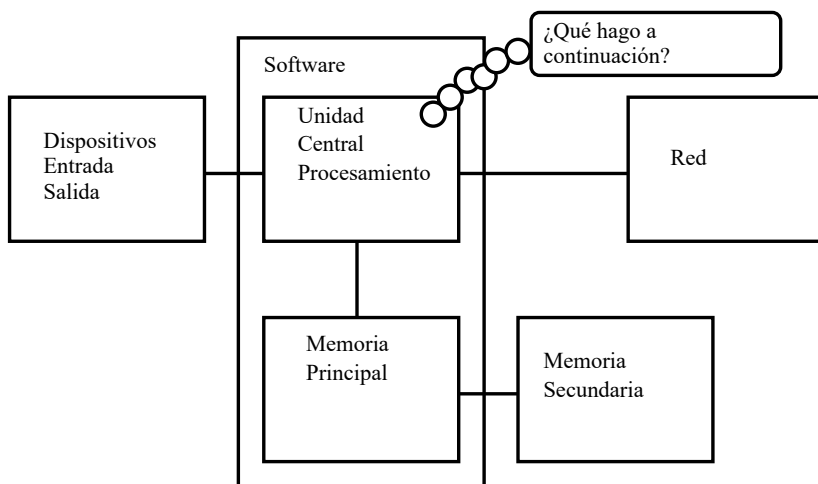 ¿Qué hago a
continuación?
Software
Unidad
Central
Procesamiento
Dispositivos
Entrada
Salida
Red
Memoria
Principal
Memoria
Secundaria